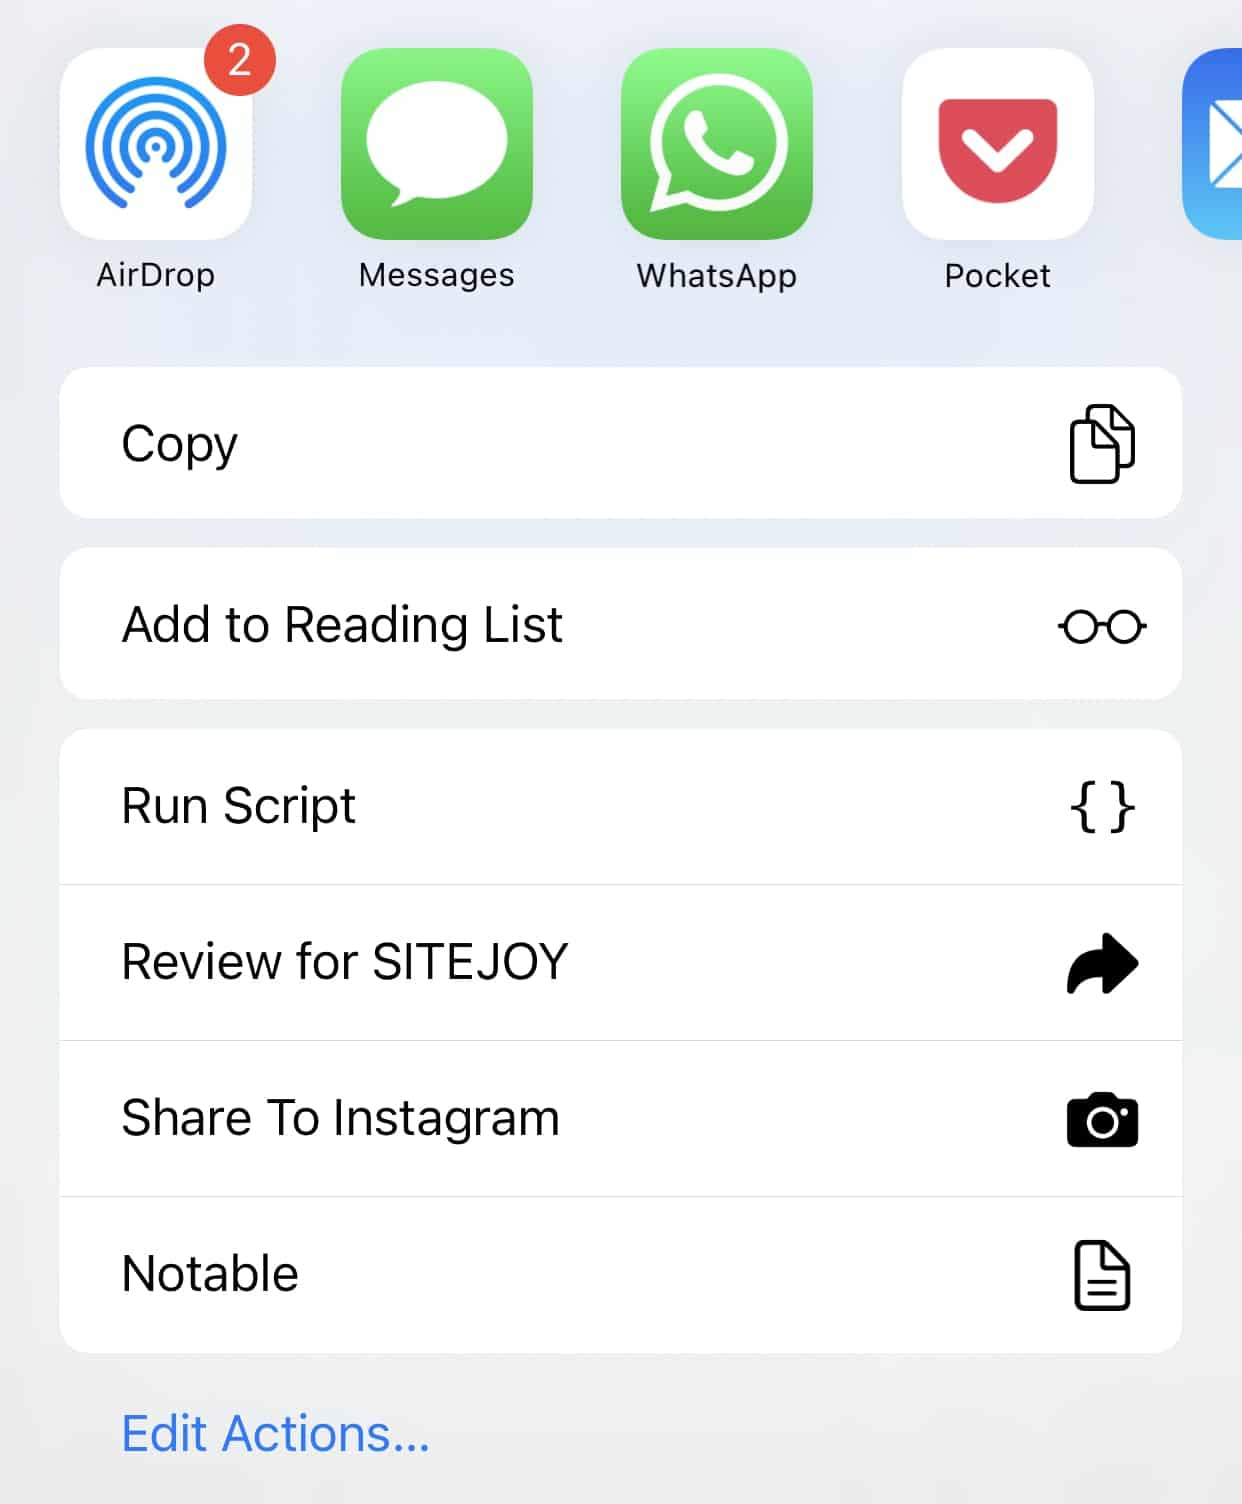 2
AirDrop
Messages
WhatsApp
Pocket
Copy
Add to Reading List
Run Script
{}
Review for SITEJOY
Share To Instagram
Notable
Edit Actions...